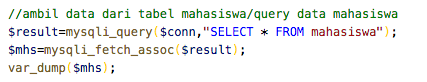 //ambil data dari tabel mahasiswa/query data mahasiswa
$result=mysqli_query($conn,"SELECT * FROM mahasiswa");
$mhs=mysqli_fetch_assoc($result);
var_dump($mhs);